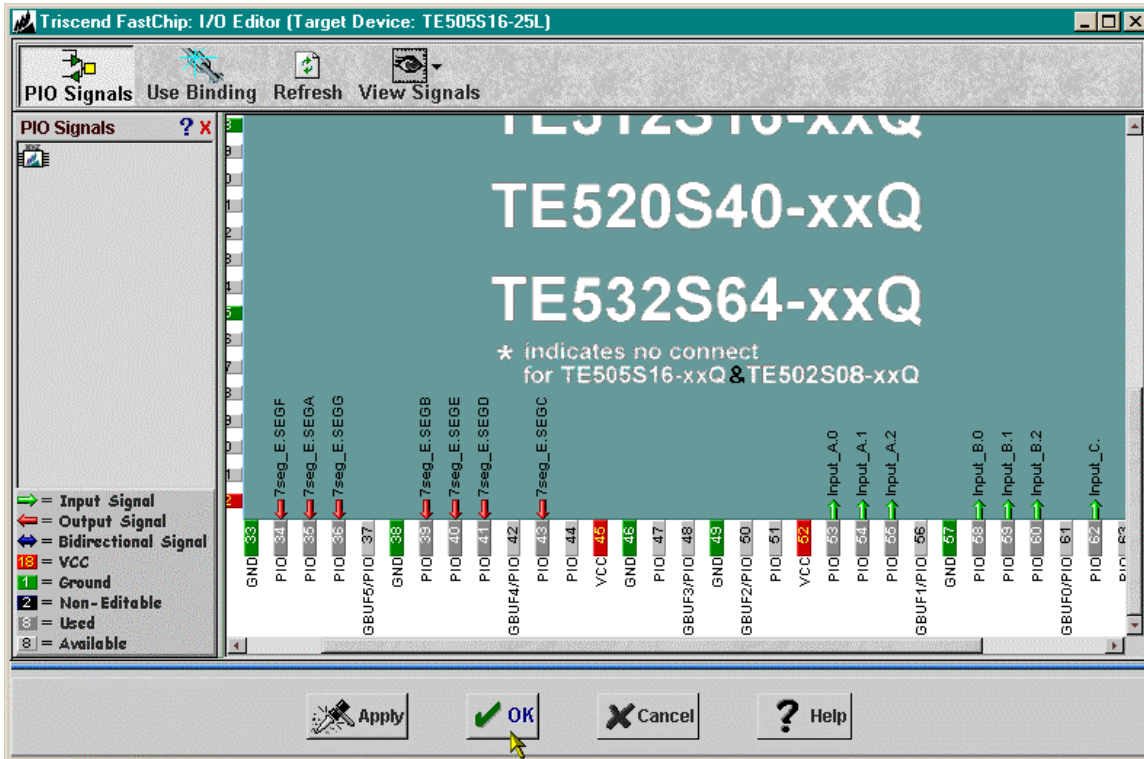 Triscend FastChip: I/O Editor (Target Device: TE505S16-25L)
PIO Signals Use Binding Refresh View Signals
PIO Signals ? X
TE512S16-xxQ
TE520S40-xxQ
TE532S64-xxQ
* indicates no connect
for TE505S16-xxQ&TE502S08-xxQ
7seg_E.SEGF
7seg_E.SEGA
7seg_E.SEGG
7seg_E.SEGB
7seg_E.SEGE
7seg_E.SEGD
7seg_E.SEGC
Input_A.0
Input_A.1
Input_A.2
Input_B.0
Input_B.1
Input_B.2
Input_C.
GND 33
PIO 34
PIO 35
PIO 36
GBUF5/PIO 37
GND 38
PIO 39
PIO 40
PIO 41
GBUF4/PIO 42
PIO 43
PIO 44
VCC 45
GND 46
PIO 47
GBUF3/PIO 48
GND 49
GBUF2/PIO 50
PIO 51
VCC 52
PIO 53
PIO 54
PIO 55
GBUF1/PIO 56
GND 57
PIO 58
PIO 59
PIO 60
GBUF0/PIO 61
PIO 62
PIO 63
= Input Signal
= Output Signal
= Bidirectional Signal
18 = VCC
1 = Ground
2 = Non-Editable
8 = Used
8 = Available
Apply OK Cancel ? Help